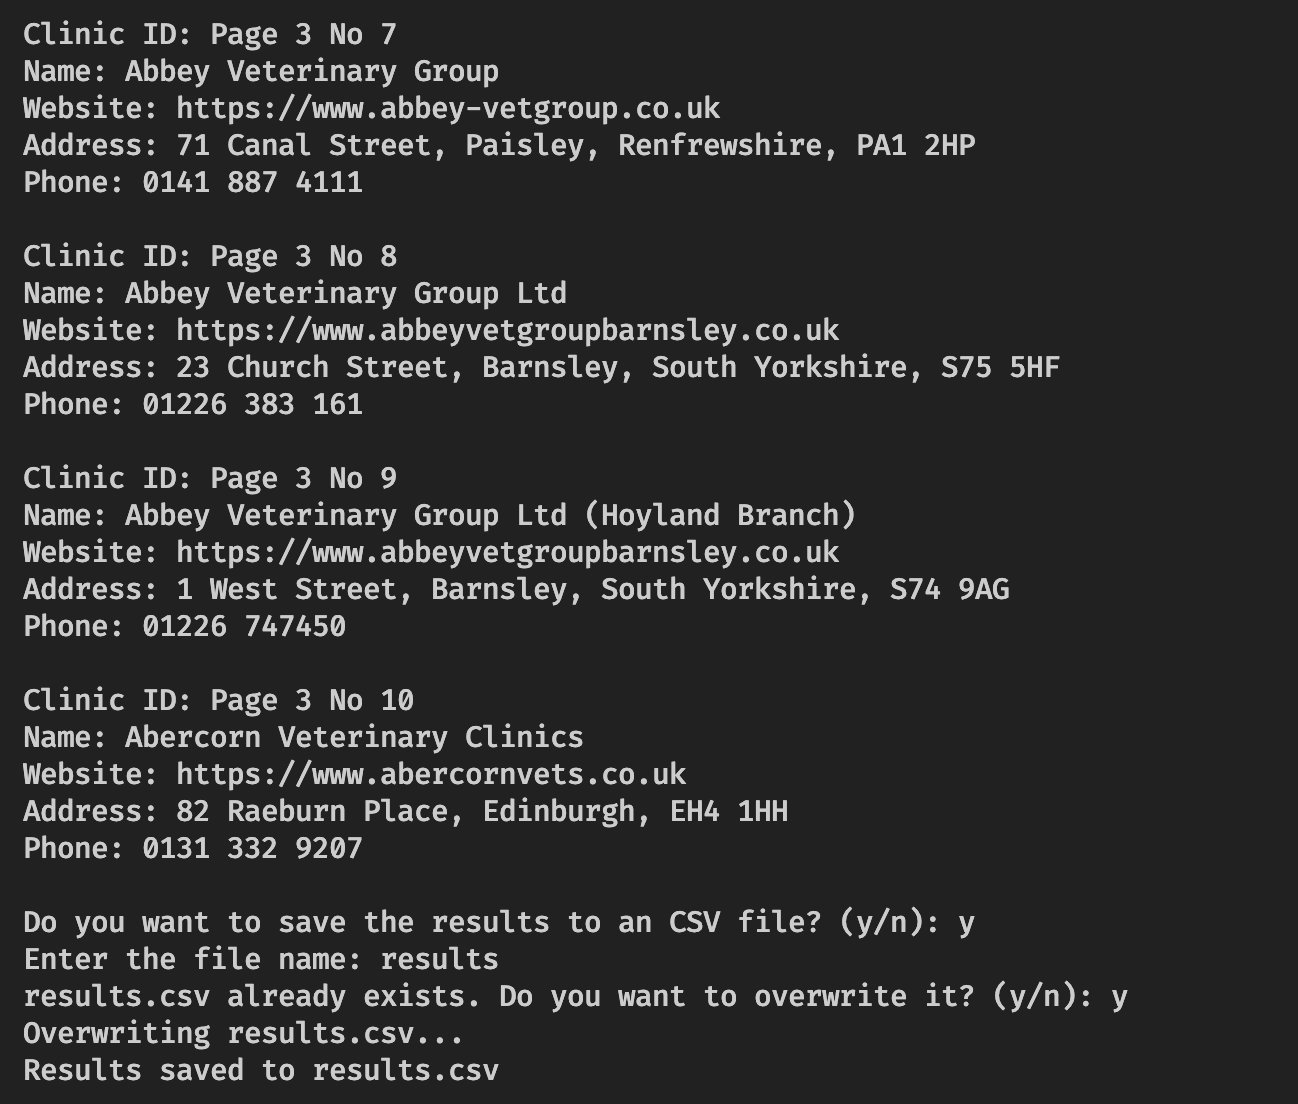 Clinic ID: Page 3 No 7
Name: Abbey Veterinary Group
Website: https://www.abbey-vetgroup.co.uk
Address: 71 Canal Street, Paisley, Renfrewshire, PA1 2HP
Phone: 0141 887 4111
Clinic ID: Page 3 No 8
Name: Abbey Veterinary Group Ltd
Website: https://www.abbeyvetgroupbarnsley.co.uk
Address: 23 Church Street, Barnsley, South Yorkshire, S75 5HF
Phone: 01226 383 161
Clinic ID: Page 3 No 9
Name: Abbey Veterinary Group Ltd (Hoyland Branch)
Website: https://www.abbeyvetgroupbarnsley.co.uk
Address: 1 West Street, Barnsley, South Yorkshire, S74 9AG
Phone: 01226 747450
Clinic ID: Page 3 No 10
Name: Abercorn Veterinary Clinics
Website: https://www.abercornvets.co.uk
Address: 82 Raeburn Place, Edinburgh, EH4 1HH
Phone: 0131 332 9207
Do you want to save the results to an CSV file? (y/n): y
Enter the file name: results
results.csv already exists. Do you want to overwrite it? (y/n): y
Overwriting results.csv...
Results saved to results.csv